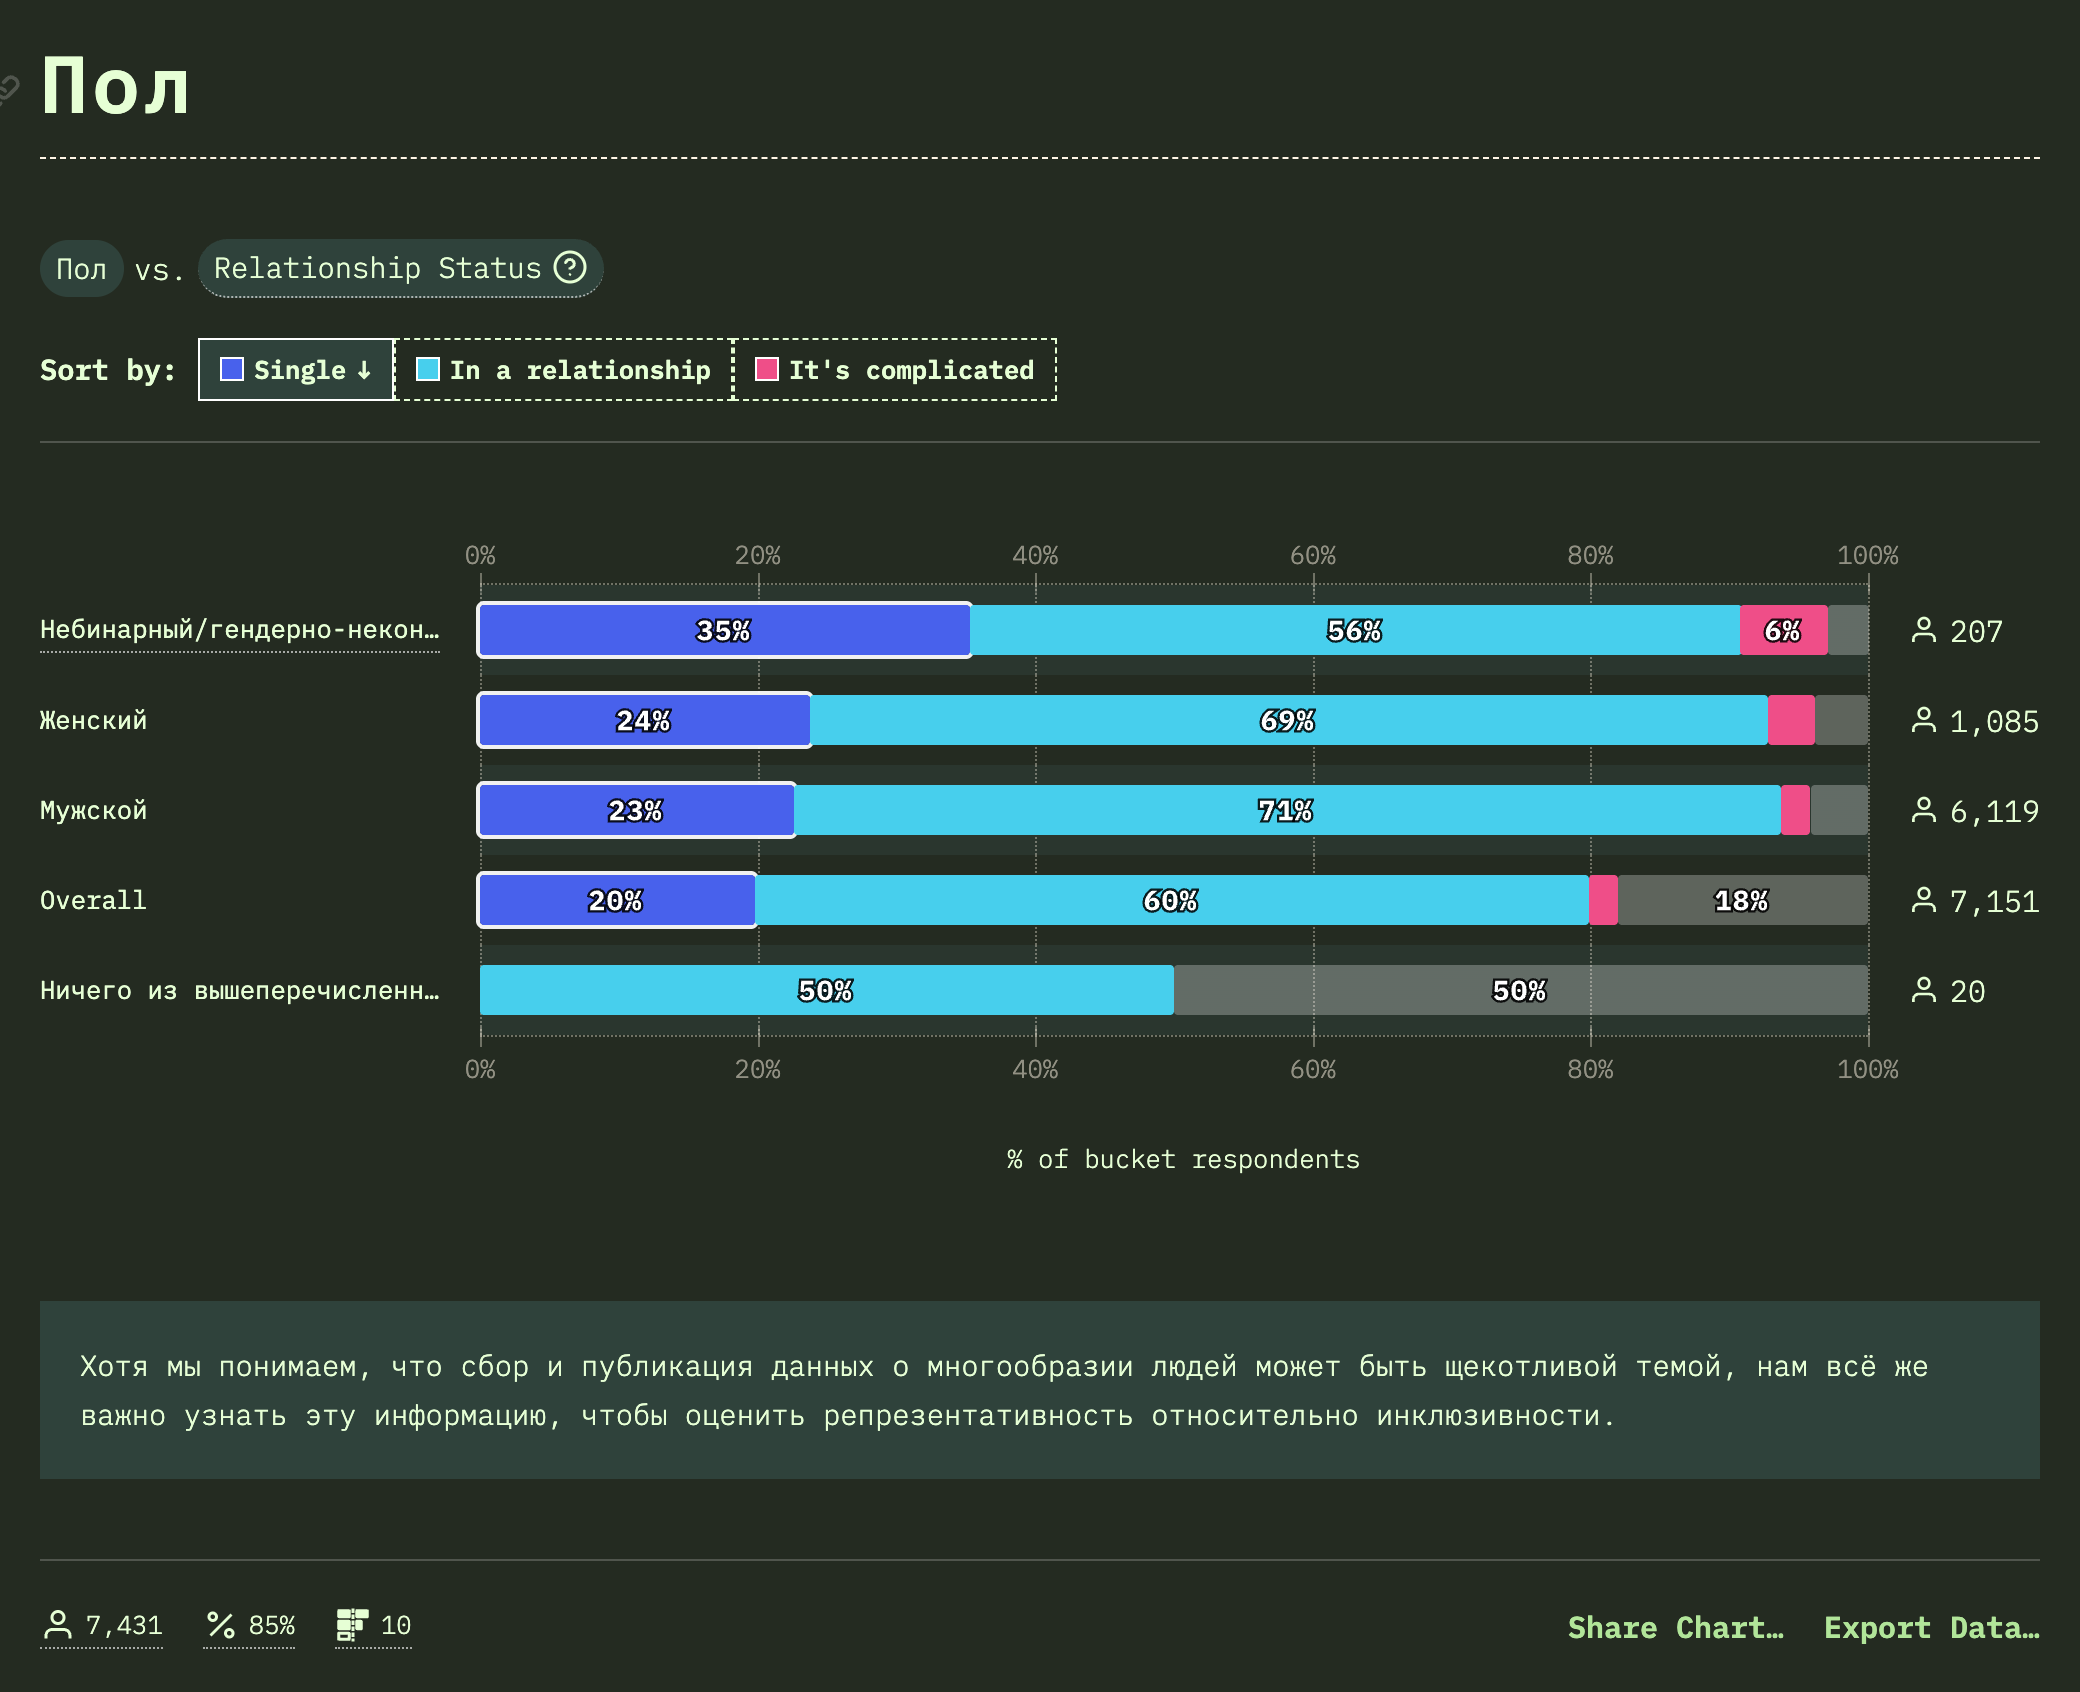 Пол
Пол vs. Relationship Status
Sort by: Single ↓ In a relationship It's complicated
0% 20% 40% 60% 80% 100%
Небинарный/гендерно-некон… 35% 56% 6% 207
Женский 24% 69% 1,085
Мужской 23% 71% 6,119
Overall 20% 60% 18% 7,151
Ничего из вышеперечисленн… 50% 50% 20
0% 20% 40% 60% 80% 100%
% of bucket respondents
Хотя мы понимаем, что сбор и публикация данных о многообразии людей может быть щекотливой темой, нам всё же
важно узнать эту информацию, чтобы оценить репрезентативность относительно инклюзивности.
7,431 85% 10 Share Chart… Export Data…